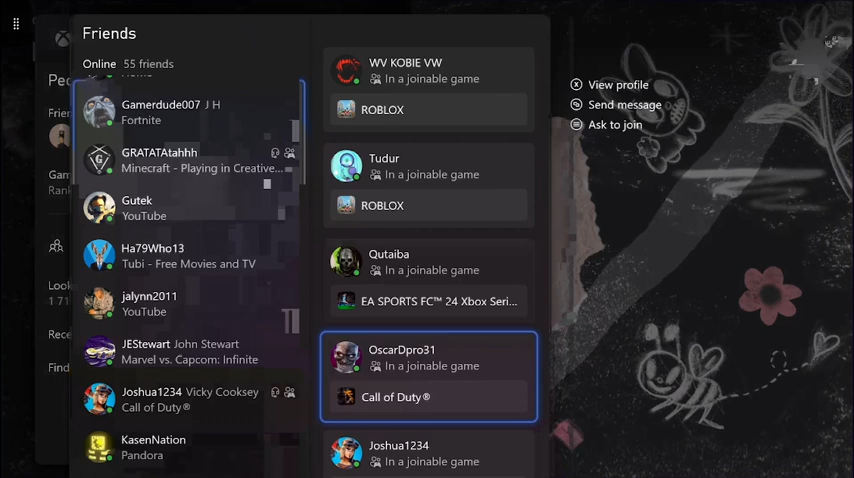 Friends
Online 55 friends
Gamerdude007 J H
Fortnite
GRATATAtahhh
Minecraft - Playing in Creative...
Gutek
YouTube
Ha79Who13
Tubi - Free Movies and TV
jalynn2011
YouTube
JEStewart John Stewart
Marvel vs. Capcom: Infinite
Joshua1234 Vicky Cooksey
Call of Duty®
KasenNation
Pandora
WV KOBIE VW
In a joinable game
ROBLOX
Tudur
In a joinable game
ROBLOX
Qutaiba
In a joinable game
EA SPORTS FC™ 24 Xbox Seri...
OscarDpro31
In a joinable game
Call of Duty®
Joshua1234
In a joinable game
View profile
Send message
Ask to join